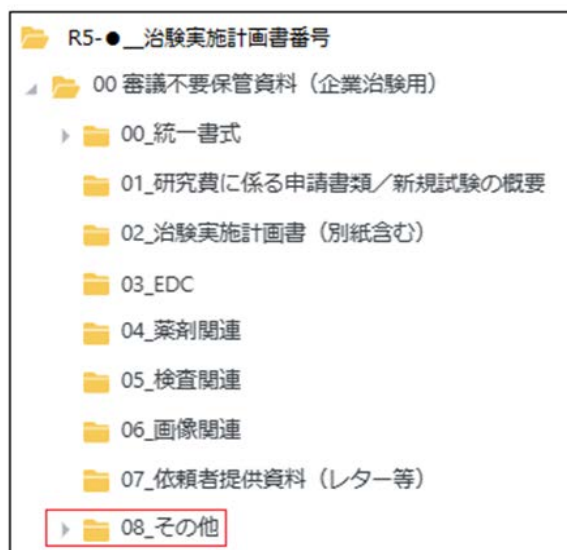 R5-●__治験実施計画書番号
00 審議不要保管資料（企業治験用）
00_統一書式
01_研究費に係る申請書類／新規試験の概要
02_治験実施計画書（別紙含む）
03_EDC
04_薬剤関連
05_検査関連
06_画像関連
07_依頼者提供資料（レター等）
08_その他